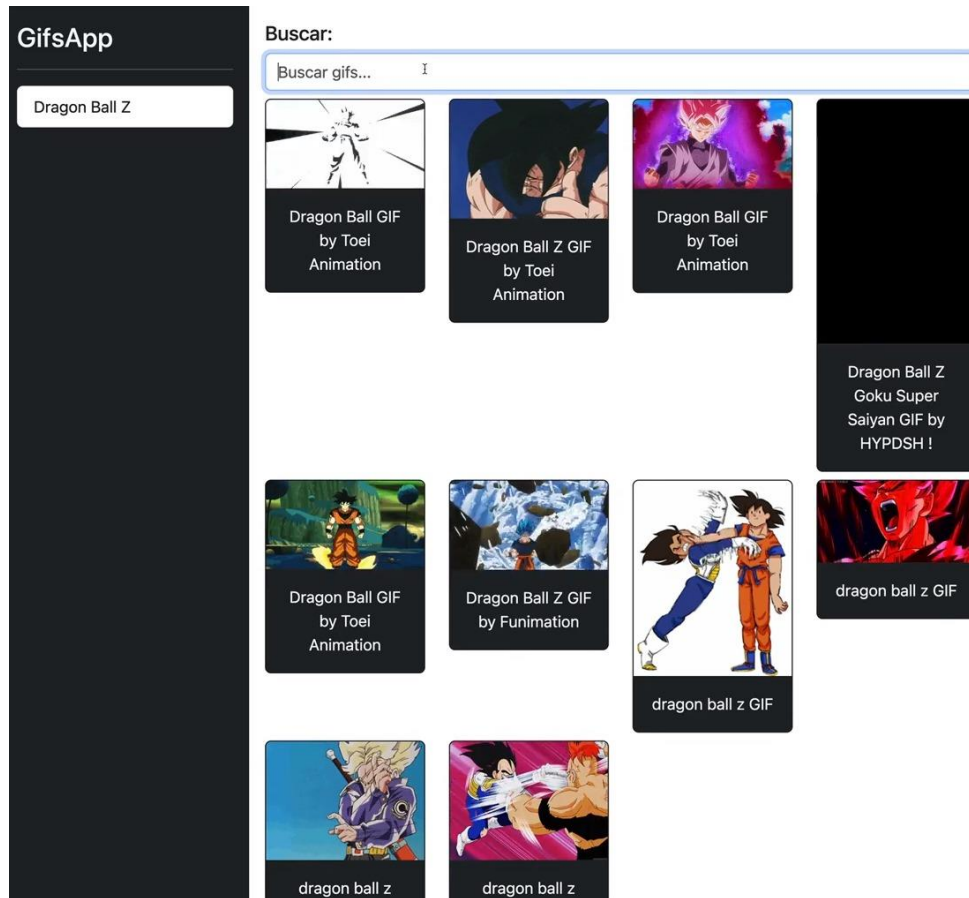 GifsApp
Dragon Ball Z
Buscar:
Buscar gifs...
Dragon Ball GIF
by Toei
Animation
Dragon Ball Z GIF
by Toei
Animation
Dragon Ball GIF
by Toei
Animation
Dragon Ball Z
Goku Super
Saiyan GIF by
HYPDSH !
Dragon Ball GIF
by Toei
Animation
Dragon Ball Z GIF
by Funimation
dragon ball z GIF
dragon ball z GIF
dragon ball z
dragon ball z